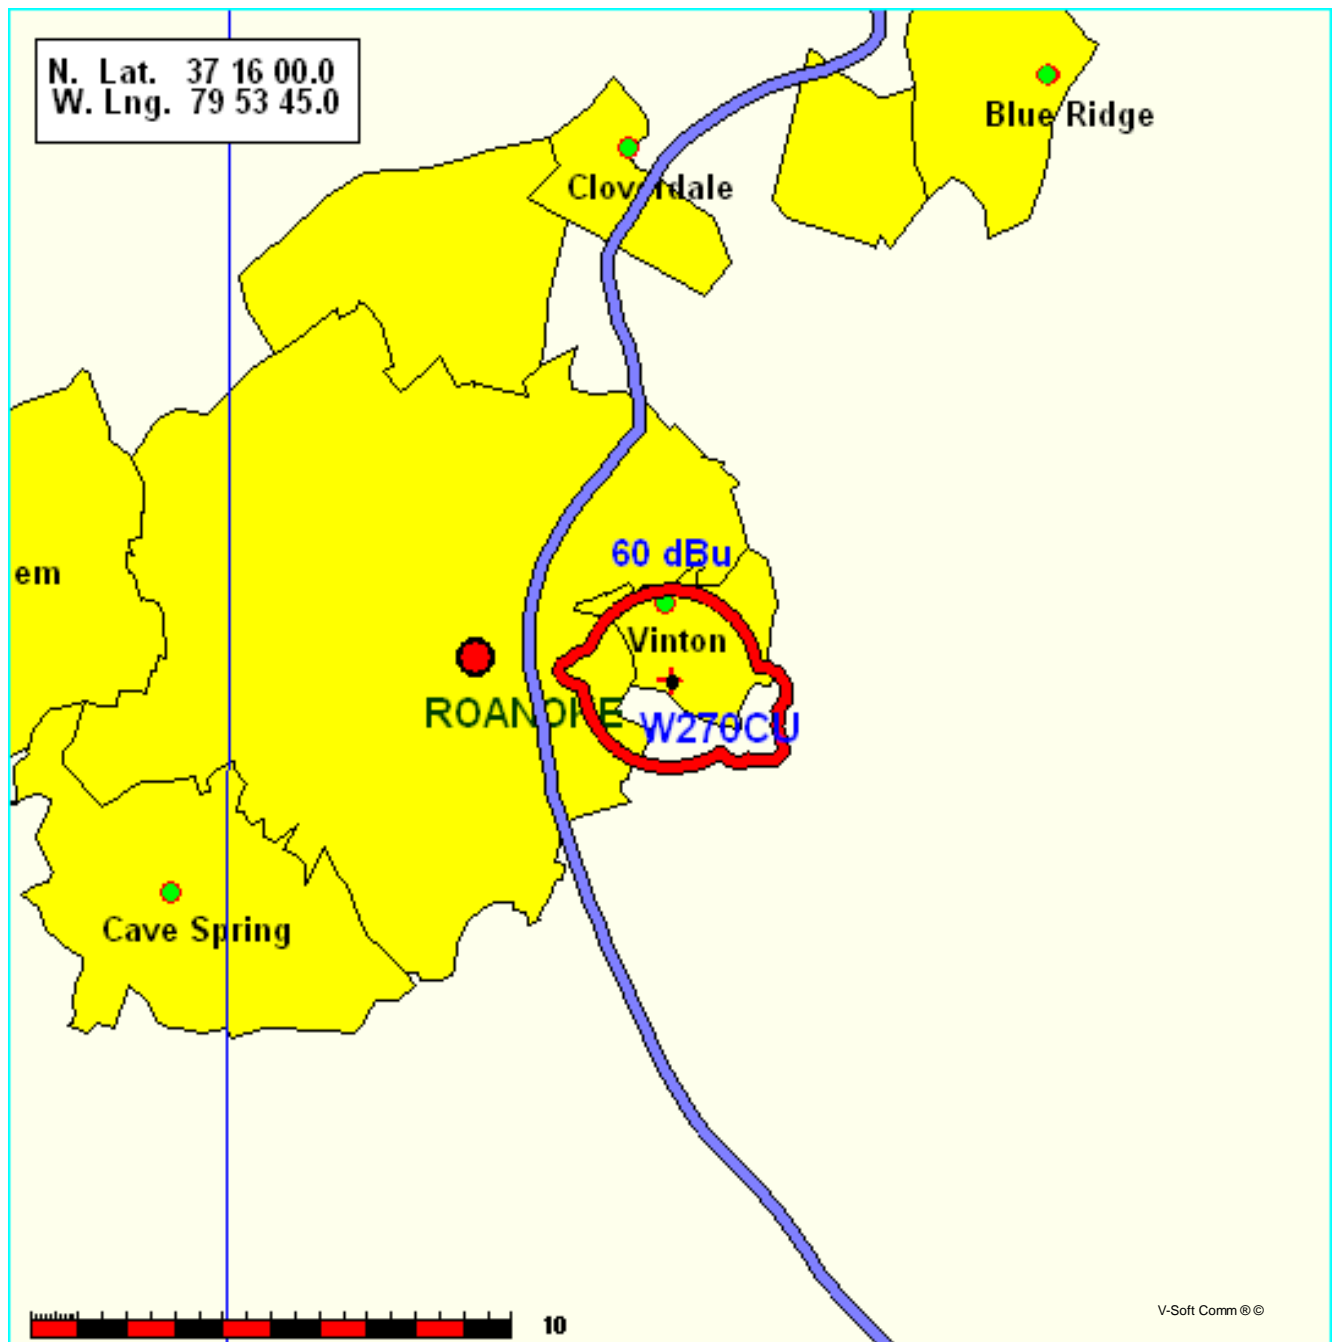 N. Lat. 37 16 00.0
W. Lng. 79 53 45.0
Blue Ridge
Cloverdale
60 dBu
em
Vinton
ROANOKE
W270CU
Cave Spring
V-Soft Comm ® ©
10